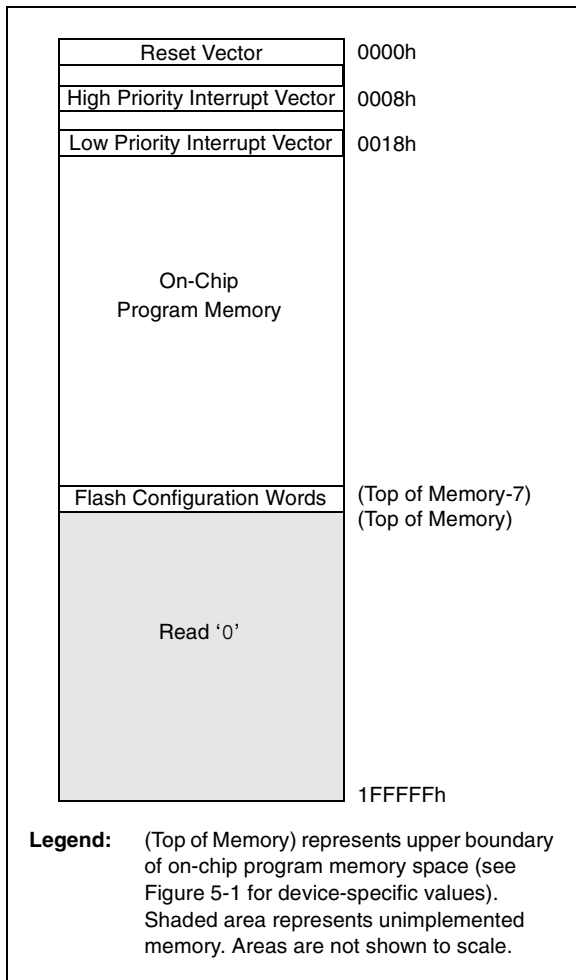 Reset Vector 0000h
High Priority Interrupt Vector 0008h
Low Priority Interrupt Vector 0018h
On-Chip
Program Memory
Flash Configuration Words (Top of Memory-7)
(Top of Memory)
Read ‘0’
1FFFFFh
Legend: (Top of Memory) represents upper boundary
of on-chip program memory space (see
Figure 5-1 for device-specific values).
Shaded area represents unimplemented
memory. Areas are not shown to scale.